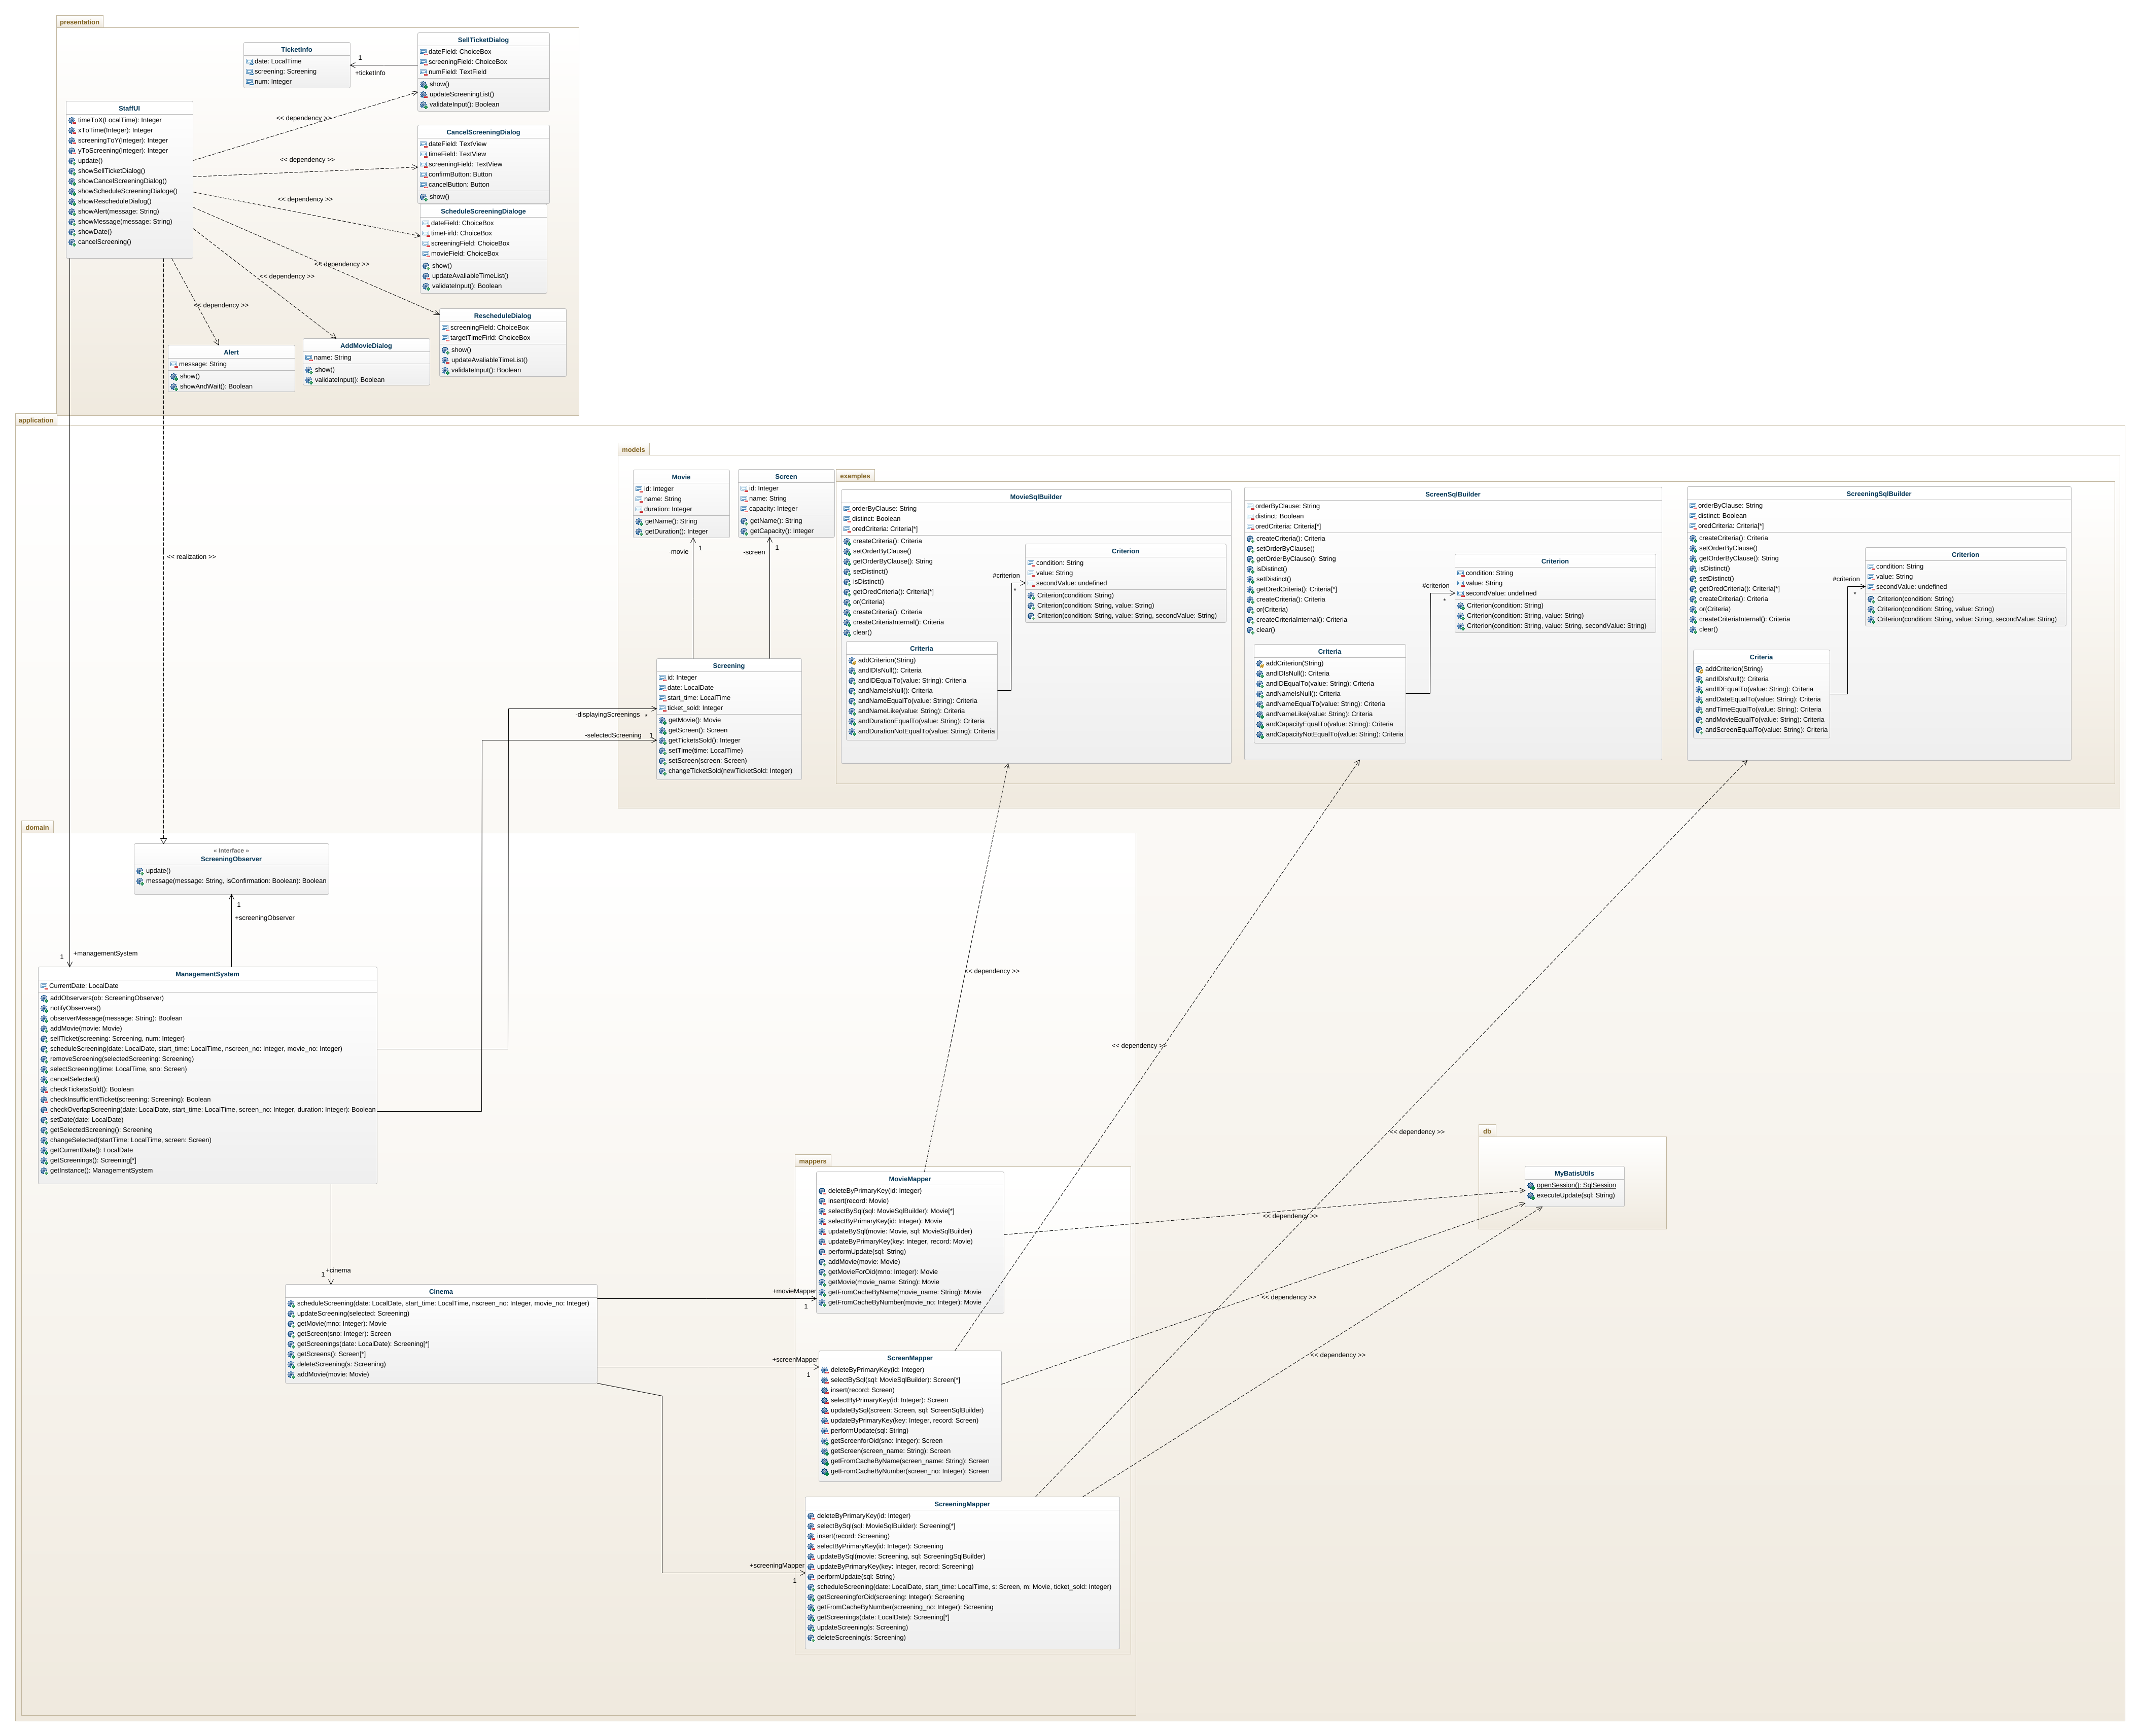 presentation
TicketInfo
date: LocalTime
screening: Screening
num: Integer
1
+ticketInfo
SellTicketDialog
dateField: ChoiceBox
screeningField: ChoiceBox
numField: TextField
show()
updateScreeningList()
validateInput(): Boolean
StaffUI
timeToX(LocalTime): Integer
xToTime(Integer): Integer
screeningToY(Integer): Integer
yToScreening(Integer): Integer
update()
showSellTicketDialog()
showCancelScreeningDialog()
showScheduleScreeningDialoge()
showRescheduleDialog()
showAlert(message: String)
showMessage(message: String)
showDate()
cancelScreening()
<< dependency >>
<< dependency >>
<< dependency >>
<< dependency >>
<< dependency >>
<< dependency >>
CancelScreeningDialog
dateField: TextView
timeField: TextView
screeningField: TextView
confirmButton: Button
cancelButton: Button
show()
ScheduleScreeningDialoge
dateField: ChoiceBox
timeFirld: ChoiceBox
screeningField: ChoiceBox
movieField: ChoiceBox
show()
updateAvaliableTimeList()
validateInput(): Boolean
RescheduleDialog
screeningField: ChoiceBox
targetTimeFirld: ChoiceBox
show()
updateAvaliableTimeList()
validateInput(): Boolean
Alert
message: String
show()
showAndWait(): Boolean
AddMovieDialog
name: String
show()
validateInput(): Boolean
application
models
Movie
id: Integer
name: String
duration: Integer
getName(): String
getDuration(): Integer
-movie
1
Screen
id: Integer
name: String
capacity: Integer
getName(): String
getCapacity(): Integer
-screen
1
examples
MovieSqlBuilder
orderByClause: String
distinct: Boolean
oredCriteria: Criteria[*]
createCriteria(): Criteria
setOrderByClause()
getOrderByClause(): String
setDistinct()
isDistinct()
getOredCriteria(): Criteria[*]
or(Criteria)
createCriteria(): Criteria
createCriteriaInternal(): Criteria
clear()
Criterion
condition: String
value: String
secondValue: undefined
Criterion(condition: String)
Criterion(condition: String, value: String)
Criterion(condition: String, value: String, secondValue: String)
#criterion
*
Criteria
addCriterion(String)
andIDIsNull(): Criteria
andIDEqualTo(value: String): Criteria
andNameIsNull(): Criteria
andNameEqualTo(value: String): Criteria
andNameLike(value: String): Criteria
andDurationEqualTo(value: String): Criteria
andDurationNotEqualTo(value: String): Criteria
ScreenSqlBuilder
orderByClause: String
distinct: Boolean
oredCriteria: Criteria[*]
createCriteria(): Criteria
setOrderByClause()
getOrderByClause(): String
isDistinct()
setDistinct()
getOredCriteria(): Criteria[*]
createCriteria(): Criteria
or(Criteria)
createCriteriaInternal(): Criteria
clear()
Criterion
condition: String
value: String
secondValue: undefined
Criterion(condition: String)
Criterion(condition: String, value: String)
Criterion(condition: String, value: String, secondValue: String)
#criterion
*
Criteria
addCriterion(String)
andIDIsNull(): Criteria
andIDEqualTo(value: String): Criteria
andNameIsNull(): Criteria
andNameEqualTo(value: String): Criteria
andNameLike(value: String): Criteria
andCapacityEqualTo(value: String): Criteria
andCapacityNotEqualTo(value: String): Criteria
ScreeningSqlBuilder
orderByClause: String
distinct: Boolean
oredCriteria: Criteria[*]
createCriteria(): Criteria
setOrderByClause()
getOrderByClause(): String
isDistinct()
setDistinct()
getOredCriteria(): Criteria[*]
createCriteria(): Criteria
or(Criteria)
createCriteriaInternal(): Criteria
clear()
Criterion
condition: String
value: String
secondValue: undefined
Criterion(condition: String)
Criterion(condition: String, value: String)
Criterion(condition: String, value: String, secondValue: String)
#criterion
*
Criteria
addCriterion(String)
andIDIsNull(): Criteria
andIDEqualTo(value: String): Criteria
andDateEqualTo(value: String): Criteria
andTimeEqualTo(value: String): Criteria
andMovieEqualTo(value: String): Criteria
andScreenEqualTo(value: String): Criteria
<< realization >>
Screening
id: Integer
date: LocalDate
start_time: LocalTime
ticket_sold: Integer
getMovie(): Movie
getScreen(): Screen
getTicketsSold(): Integer
setTime(time: LocalTime)
setScreen(screen: Screen)
changeTicketSold(newTicketSold: Integer)
-displayingScreenings
*
-selectedScreening
1
domain
« Interface »
ScreeningObserver
update()
message(message: String, isConfirmation: Boolean): Boolean
1
+screeningObserver
+managementSystem
1
ManagementSystem
CurrentDate: LocalDate
addObservers(ob: ScreeningObserver)
notifyObservers()
observerMessage(message: String): Boolean
addMovie(movie: Movie)
sellTicket(screening: Screening, num: Integer)
scheduleScreening(date: LocalDate, start_time: LocalTime, nscreen_no: Integer, movie_no: Integer)
removeScreening(selectedScreening: Screening)
selectScreening(time: LocalTime, sno: Screen)
cancelSelected()
checkTicketsSold(): Boolean
checkInsufficientTicket(screening: Screening): Boolean
checkOverlapScreening(date: LocalDate, start_time: LocalTime, screen_no: Integer, duration: Integer): Boolean
setDate(date: LocalDate)
getSelectedScreening(): Screening
changeSelected(startTime: LocalTime, screen: Screen)
getCurrentDate(): LocalDate
getScreenings(): Screening[*]
getInstance(): ManagementSystem
<< dependency >>
<< dependency >>
<< dependency >>
db
MyBatisUtils
openSession(): SqlSession
executeUpdate(sql: String)
mappers
MovieMapper
deleteByPrimaryKey(id: Integer)
insert(record: Movie)
selectBySql(sql: MovieSqlBuilder): Movie[*]
selectByPrimaryKey(id: Integer): Movie
updateBySql(movie: Movie, sql: MovieSqlBuilder)
updateByPrimaryKey(key: Integer, record: Movie)
performUpdate(sql: String)
addMovie(movie: Movie)
getMovieForOid(mno: Integer): Movie
getMovie(movie_name: String): Movie
getFromCacheByName(movie_name: String): Movie
getFromCacheByNumber(movie_no: Integer): Movie
<< dependency >>
<< dependency >>
<< dependency >>
1
+cinema
Cinema
scheduleScreening(date: LocalDate, start_time: LocalTime, nscreen_no: Integer, movie_no: Integer)
updateScreening(selected: Screening)
getMovie(mno: Integer): Movie
getScreen(sno: Integer): Screen
getScreenings(date: LocalDate): Screening[*]
getScreens(): Screen[*]
deleteScreening(s: Screening)
addMovie(movie: Movie)
+movieMapper
1
+screenMapper
1
ScreenMapper
deleteByPrimaryKey(id: Integer)
selectBySql(sql: MovieSqlBuilder): Screen[*]
insert(record: Screen)
selectByPrimaryKey(id: Integer): Screen
updateBySql(screen: Screen, sql: ScreenSqlBuilder)
updateByPrimaryKey(key: Integer, record: Screen)
performUpdate(sql: String)
getScreenforOid(sno: Integer): Screen
getScreen(screen_name: String): Screen
getFromCacheByName(screen_name: String): Screen
getFromCacheByNumber(screen_no: Integer): Screen
+screeningMapper
1
ScreeningMapper
deleteByPrimaryKey(id: Integer)
selectBySql(sql: MovieSqlBuilder): Screening[*]
insert(record: Screening)
selectByPrimaryKey(id: Integer): Screening
updateBySql(movie: Screening, sql: ScreeningSqlBuilder)
updateByPrimaryKey(key: Integer, record: Screening)
performUpdate(sql: String)
scheduleScreening(date: LocalDate, start_time: LocalTime, s: Screen, m: Movie, ticket_sold: Integer)
getScreeningforOid(screening: Integer): Screening
getFromCacheByNumber(screening_no: Integer): Screening
getScreenings(date: LocalDate): Screening[*]
updateScreening(s: Screening)
deleteScreening(s: Screening)